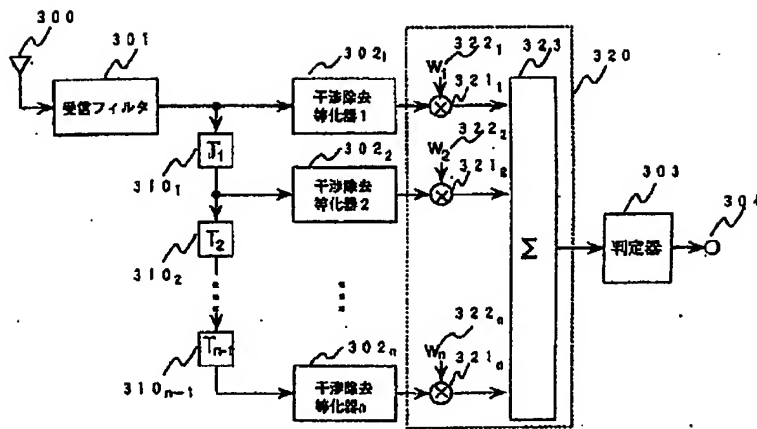 300
301
受信フィルタ
302₁
干渉除去
等化器1
W₁
322₁
321₁
323
320
T₁
310₁
302₂
干渉除去
等化器2
W₂
322₂
321₂
T₂
310₂
Σ
303
判定器
304
Tₙ₋₁
310ₙ₋₁
302ₙ
干渉除去
等化器n
Wₙ
322ₙ
321ₙ